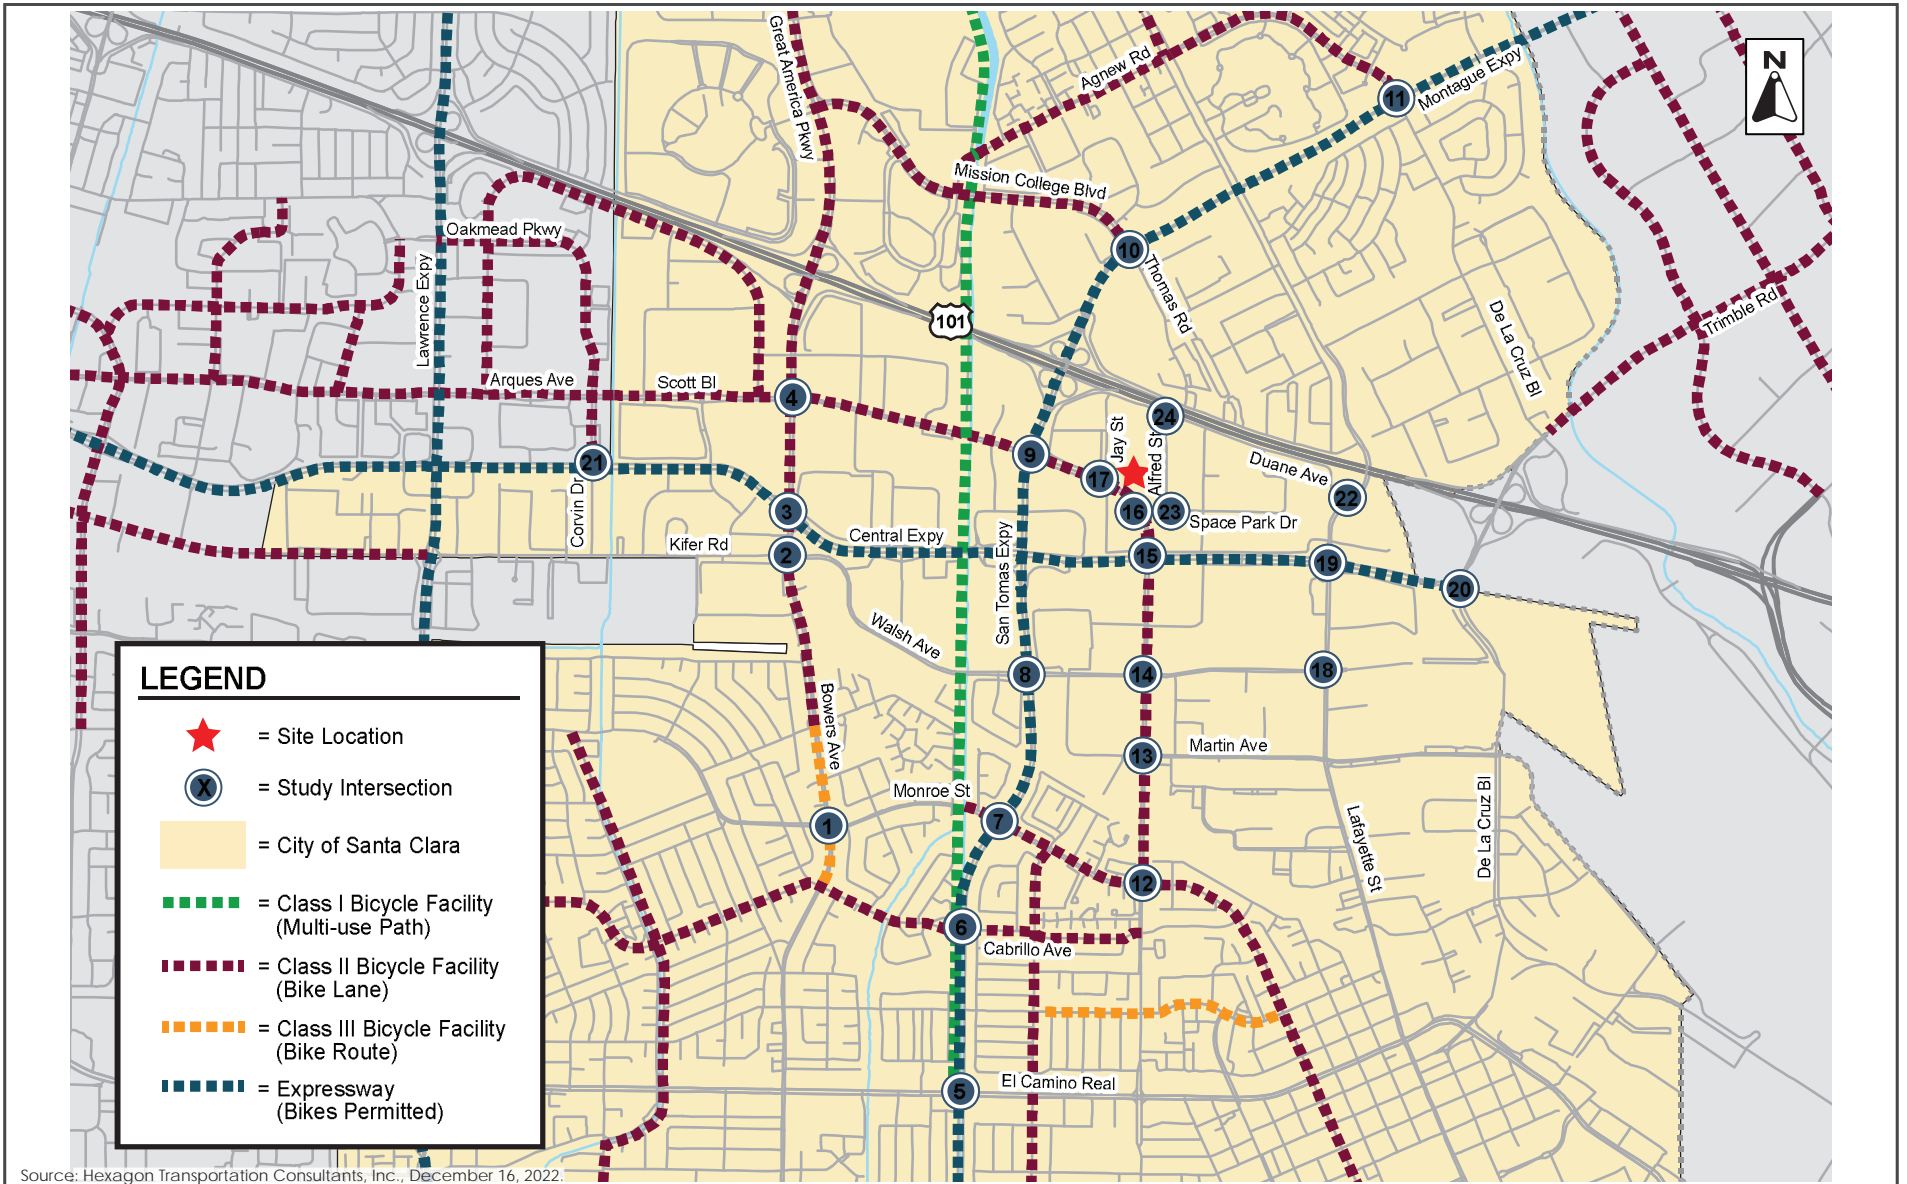 Great America Pkwy
Agnew Rd
11
Montague Expy
N
Mission College Blvd
Oakmead Pkwy
Lawrence Expy
10
Thomas Rd
101
De La Cruz Bl
Trimble Rd
Arques Ave
Scott Bl
4
24
Jay St
Alfred St
9
17
21
Corvin Dr
Duane Ave
22
3
16
23
Space Park Dr
Kifer Rd
2
Central Expy
San Tomas Expy
15
19
20
Walsh Ave
8
14
18
Bowers Ave
13
Martin Ave
Monroe St
7
1
Lafayette St
De La Cruz Bl
12
6
Cabrillo Ave
5
El Camino Real
LEGEND
= Site Location
X
= Study Intersection
= City of Santa Clara
= Class I Bicycle Facility
(Multi-use Path)
= Class II Bicycle Facility
(Bike Lane)
= Class III Bicycle Facility
(Bike Route)
= Expressway
(Bikes Permitted)
Source: Hexagon Transportation Consultants, Inc., December 16, 2022.